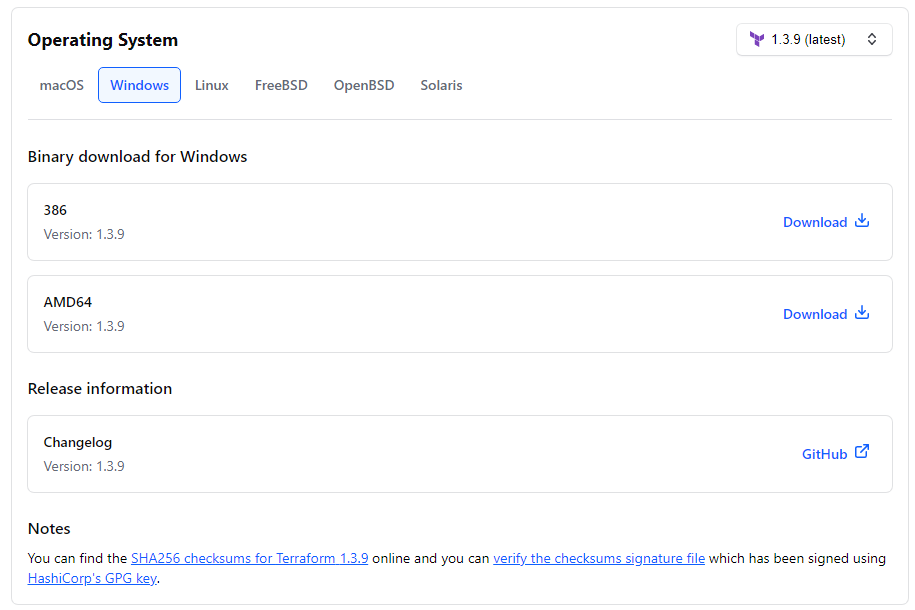 Operating System
1.3.9 (latest)
macOS Windows Linux FreeBSD OpenBSD Solaris
Binary download for Windows
386
Version: 1.3.9
Download
AMD64
Version: 1.3.9
Download
Release information
Changelog
Version: 1.3.9
GitHub
Notes
You can find the SHA256 checksums for Terraform 1.3.9 online and you can verify the checksums signature file which has been signed using
HashiCorp's GPG key.